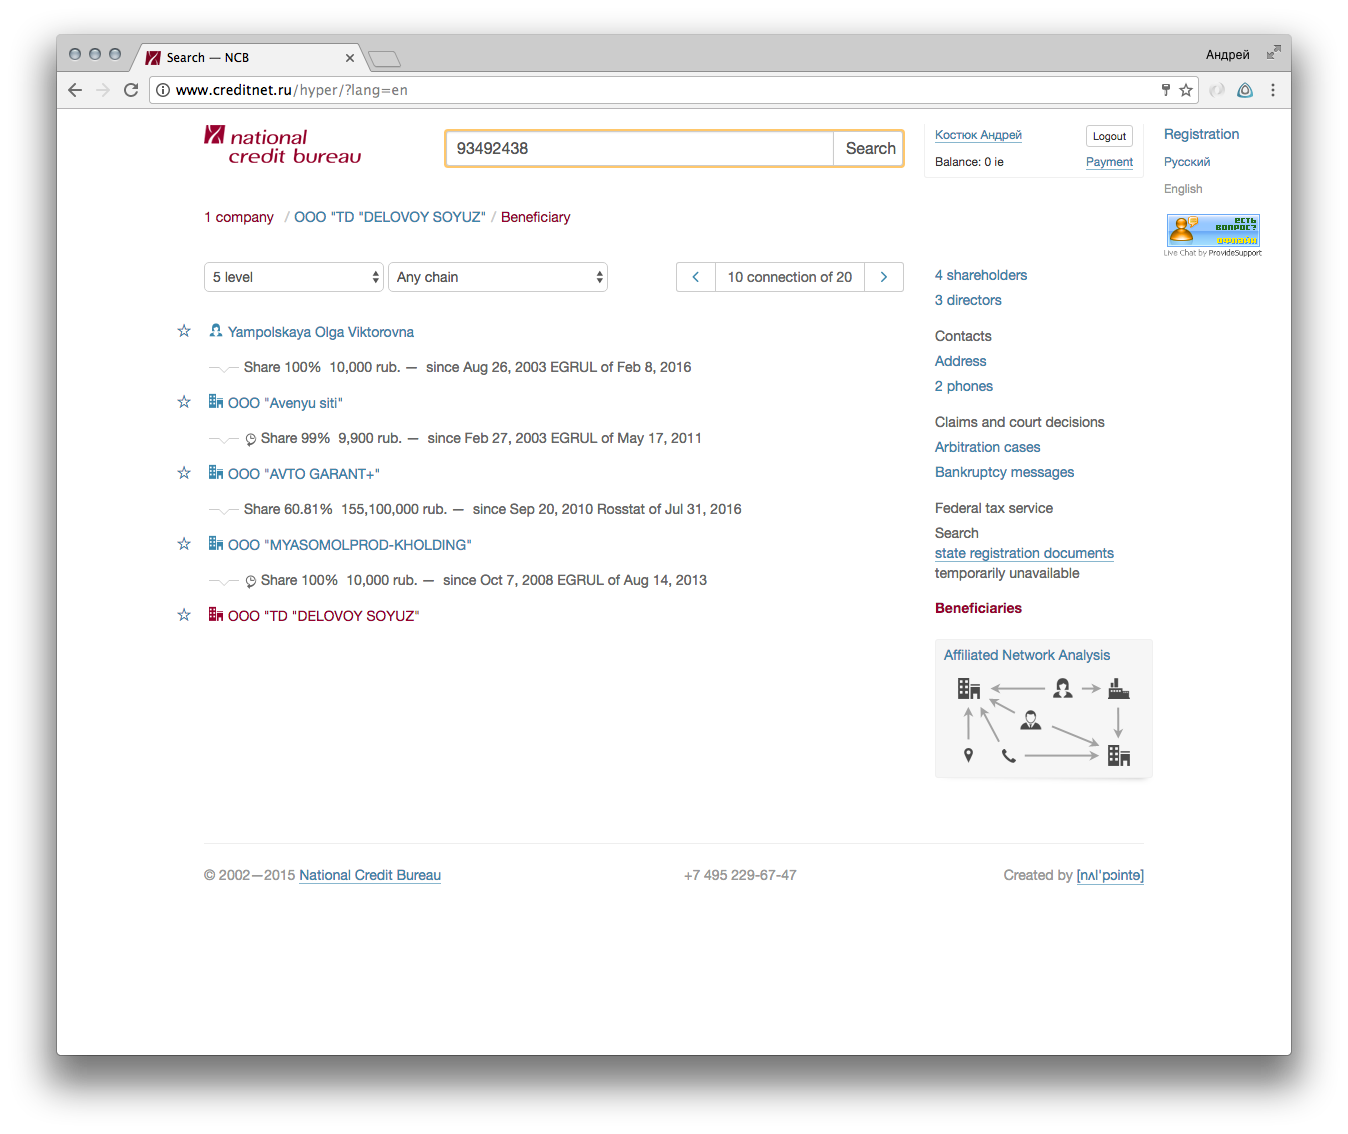 Search — NCB
Андрей
www.creditnet.ru/hyper/?lang=en
national
credit bureau
93492438
Search
Костюк Андрей
Logout
Balance: 0 ie
Payment
Registration
Русский
English
есть
вопрос?
оффлайн
Live Chat by ProvideSupport
1 company / OOO "TD "DELOVOY SOYUZ" / Beneficiary
5 level
Any chain
10 connection of 20
Yampolskaya Olga Viktorovna
Share 100% 10,000 rub. — since Aug 26, 2003 EGRUL of Feb 8, 2016
OOO "Avenyu siti"
Share 99% 9,900 rub. — since Feb 27, 2003 EGRUL of May 17, 2011
OOO "AVTO GARANT+"
Share 60.81% 155,100,000 rub. — since Sep 20, 2010 Rosstat of Jul 31, 2016
OOO "MYASOMOLPROD-KHOLDING"
Share 100% 10,000 rub. — since Oct 7, 2008 EGRUL of Aug 14, 2013
OOO "TD "DELOVOY SOYUZ"
4 shareholders
3 directors
Contacts
Address
2 phones
Claims and court decisions
Arbitration cases
Bankruptcy messages
Federal tax service
Search
state registration documents
temporarily unavailable
Beneficiaries
Affiliated Network Analysis
© 2002—2015 National Credit Bureau
+7 495 229-67-47
Created by [nʌl'pɔintɵ]